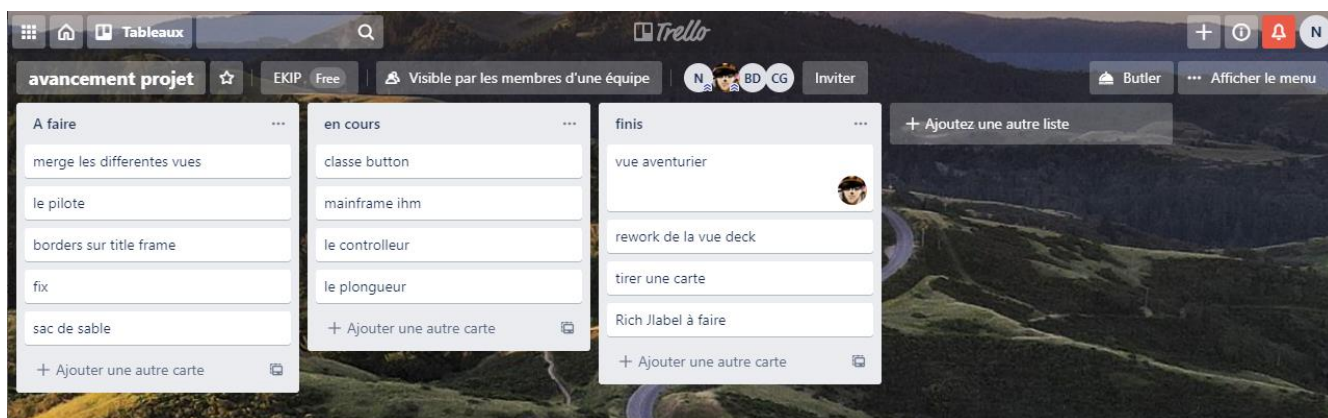 Tableaux
Trello
N
avancement projet
EKIP Free
Visible par les membres d'une équipe
N BD CG
Inviter
Butler
Afficher le menu
A faire
merge les differentes vues
le pilote
borders sur title frame
fix
sac de sable
+ Ajouter une autre carte
en cours
classe button
mainframe ihm
le controlleur
le plongueur
+ Ajouter une autre carte
finis
vue aventurier
rework de la vue deck
tirer une carte
Rich Jlabel à faire
+ Ajouter une autre carte
+ Ajoutez une autre liste